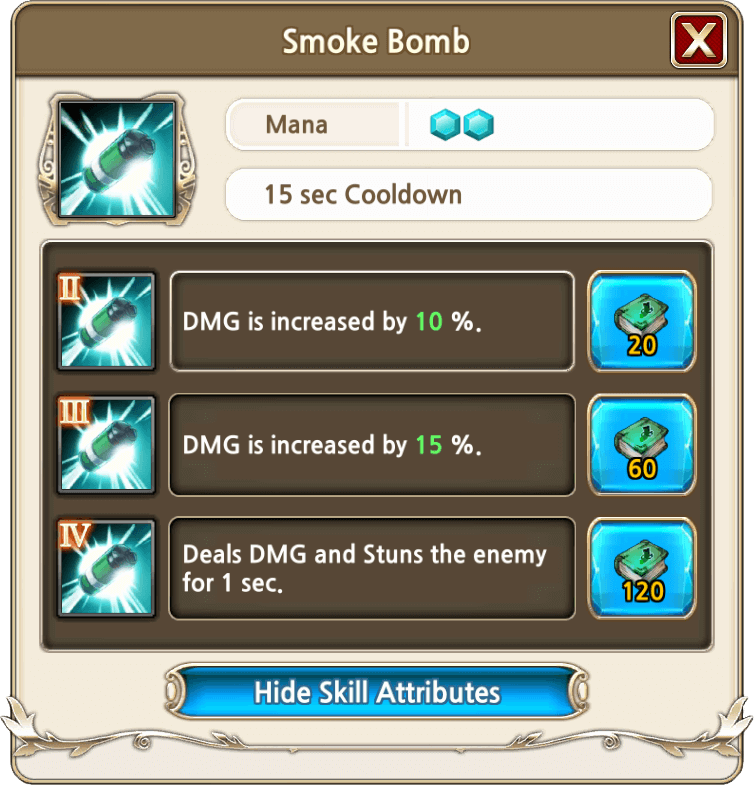 Smoke Bomb
X
Mana
15 sec Cooldown
II
DMG is increased by 10 %.
20
III
DMG is increased by 15 %.
60
IV
Deals DMG and Stuns the enemy
for 1 sec.
120
Hide Skill Attributes